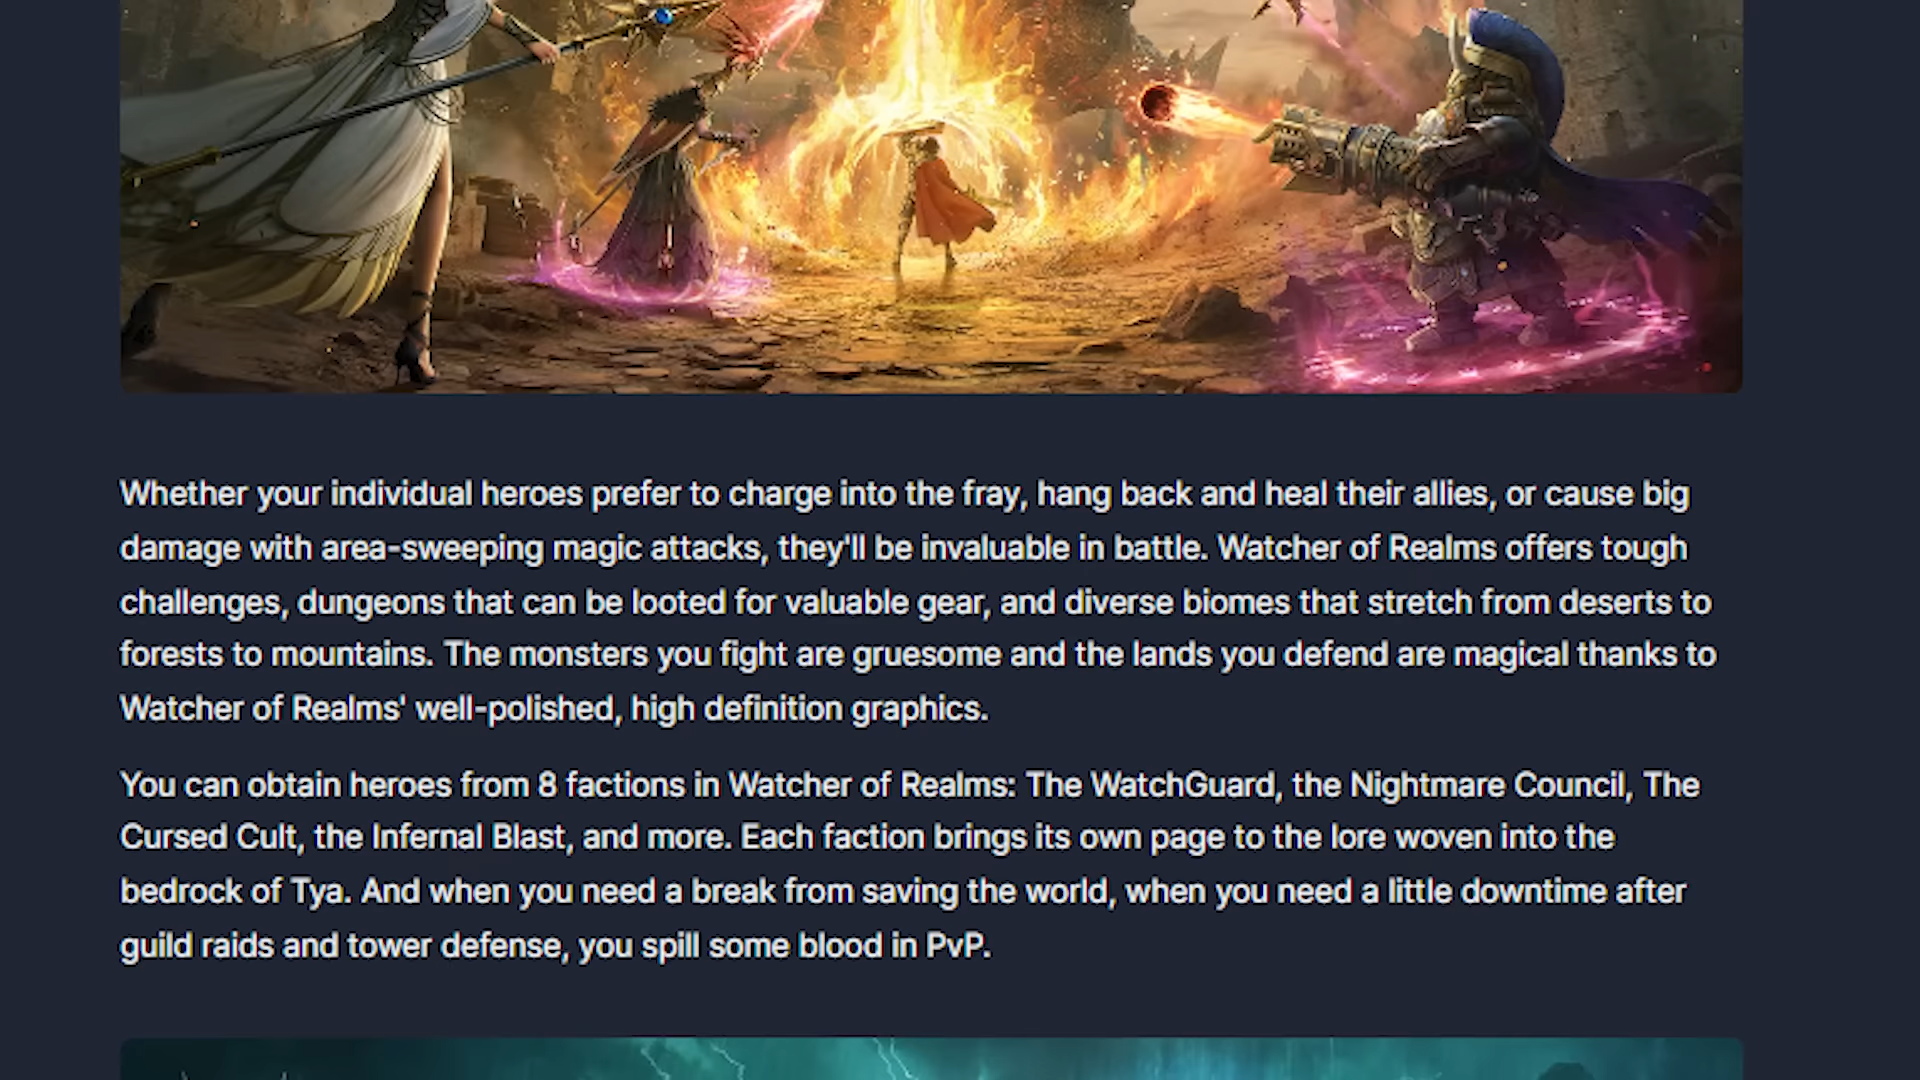 Whether your individual heroes prefer to charge into the fray, hang back and heal their allies, or cause big
damage with area-sweeping magic attacks, they'll be invaluable in battle. Watcher of Realms offers tough
challenges, dungeons that can be looted for valuable gear, and diverse biomes that stretch from deserts to
forests to mountains. The monsters you fight are gruesome and the lands you defend are magical thanks to
Watcher of Realms' well-polished, high definition graphics.
You can obtain heroes from 8 factions in Watcher of Realms: The WatchGuard, the Nightmare Council, The
Cursed Cult, the Infernal Blast, and more. Each faction brings its own page to the lore woven into the
bedrock of Tya. And when you need a break from saving the world, when you need a little downtime after
guild raids and tower defense, you spill some blood in PvP.